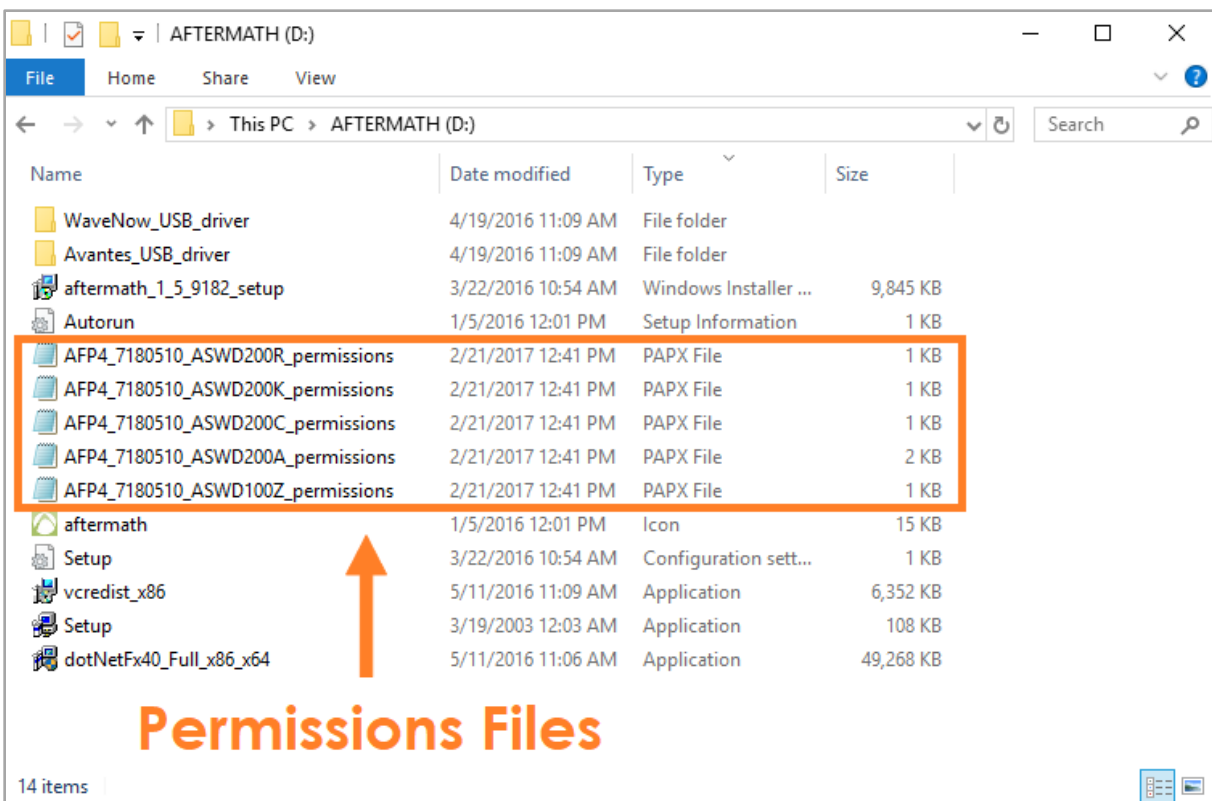 AFTERMATH (D:)
File Home Share View
This PC > AFTERMATH (D:) Search
Name Date modified Type Size
WaveNow_USB_driver 4/19/2016 11:09 AM File folder
Avantes_USB_driver 4/19/2016 11:09 AM File folder
aftermath_1_5_9182_setup 3/22/2016 10:54 AM Windows Installer ... 9,845 KB
Autorun 1/5/2016 12:01 PM Setup Information 1 KB
AFP4_7180510_ASWD200R_permissions 2/21/2017 12:41 PM PAPX File 1 KB
AFP4_7180510_ASWD200K_permissions 2/21/2017 12:41 PM PAPX File 1 KB
AFP4_7180510_ASWD200C_permissions 2/21/2017 12:41 PM PAPX File 1 KB
AFP4_7180510_ASWD200A_permissions 2/21/2017 12:41 PM PAPX File 2 KB
AFP4_7180510_ASWD100Z_permissions 2/21/2017 12:41 PM PAPX File 1 KB
aftermath 1/5/2016 12:01 PM Icon 15 KB
Setup 3/22/2016 10:54 AM Configuration sett... 1 KB
vcredist_x86 5/11/2016 11:09 AM Application 6,352 KB
Setup 3/19/2003 12:03 AM Application 108 KB
dotNetFx40_Full_x86_x64 5/11/2016 11:06 AM Application 49,268 KB
Permissions Files
14 items